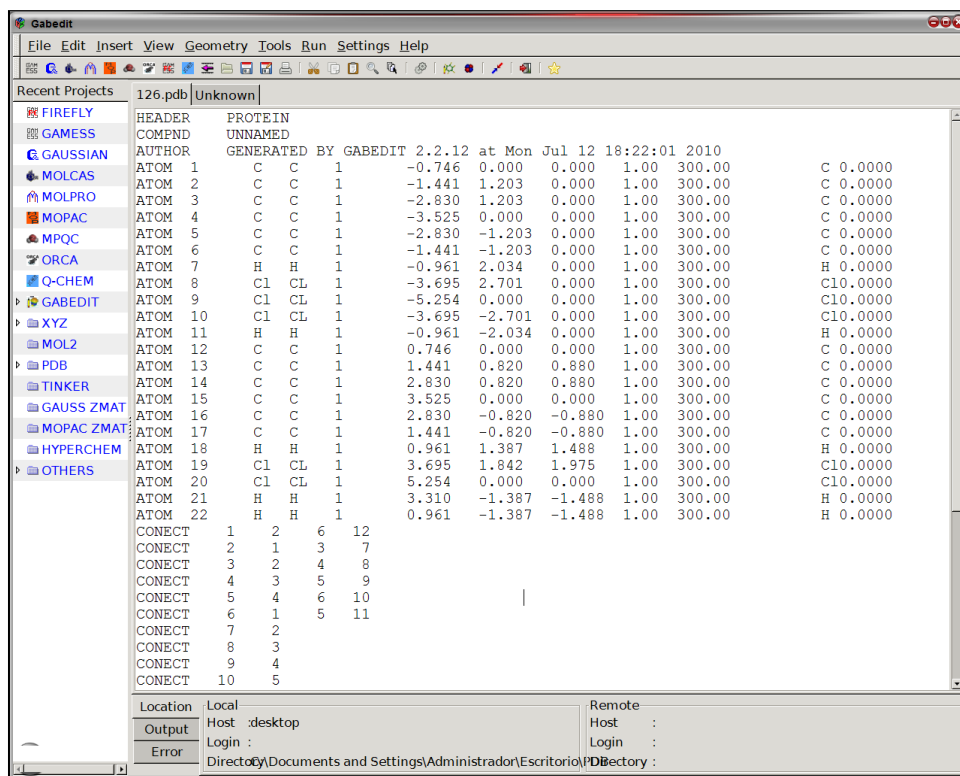 Gabedit
File Edit Insert View Geometry Tools Run Settings Help
Recent Projects
126.pdb Unknown
FIREFLY
GAMESS
GAUSSIAN
MOLCAS
MOLPRO
MOPAC
MPQC
ORCA
Q-CHEM
GABEDIT
XYZ
MOL2
PDB
TINKER
GAUSS ZMAT
MOPAC ZMAT
HYPERCHEM
OTHERS
HEADER PROTEIN
COMPND UNNAMED
AUTHOR GENERATED BY GABEDIT 2.2.12 at Mon Jul 12 18:22:01 2010
ATOM 1 C C 1 -0.746 0.000 0.000 1.00 300.00 C 0.0000
ATOM 2 C C 1 -1.441 1.203 0.000 1.00 300.00 C 0.0000
ATOM 3 C C 1 -2.830 1.203 0.000 1.00 300.00 C 0.0000
ATOM 4 C C 1 -3.525 0.000 0.000 1.00 300.00 C 0.0000
ATOM 5 C C 1 -2.830 -1.203 0.000 1.00 300.00 C 0.0000
ATOM 6 C C 1 -1.441 -1.203 0.000 1.00 300.00 C 0.0000
ATOM 7 H H 1 -0.961 2.034 0.000 1.00 300.00 H 0.0000
ATOM 8 Cl CL 1 -3.695 2.701 0.000 1.00 300.00 Cl0.0000
ATOM 9 Cl CL 1 -5.254 0.000 0.000 1.00 300.00 Cl0.0000
ATOM 10 Cl CL 1 -3.695 -2.701 0.000 1.00 300.00 Cl0.0000
ATOM 11 H H 1 -0.961 -2.034 0.000 1.00 300.00 H 0.0000
ATOM 12 C C 1 0.746 0.000 0.000 1.00 300.00 C 0.0000
ATOM 13 C C 1 1.441 0.820 0.880 1.00 300.00 C 0.0000
ATOM 14 C C 1 2.830 0.820 0.880 1.00 300.00 C 0.0000
ATOM 15 C C 1 3.525 0.000 0.000 1.00 300.00 C 0.0000
ATOM 16 C C 1 2.830 -0.820 -0.880 1.00 300.00 C 0.0000
ATOM 17 C C 1 1.441 -0.820 -0.880 1.00 300.00 C 0.0000
ATOM 18 H H 1 0.961 1.387 1.488 1.00 300.00 H 0.0000
ATOM 19 Cl CL 1 3.695 1.842 1.975 1.00 300.00 Cl0.0000
ATOM 20 Cl CL 1 5.254 0.000 0.000 1.00 300.00 Cl0.0000
ATOM 21 H H 1 3.310 -1.387 -1.488 1.00 300.00 H 0.0000
ATOM 22 H H 1 0.961 -1.387 -1.488 1.00 300.00 H 0.0000
CONECT 1 2 6 12
CONECT 2 1 3 7
CONECT 3 2 4 8
CONECT 4 3 5 9
CONECT 5 4 6 10
CONECT 6 1 5 11
CONECT 7 2
CONECT 8 3
CONECT 9 4
CONECT 10 5
Location
Output
Error
Local
Host :desktop
Login :
Directory:\Documents and Settings\Administrador\Escritorio\PDB
Remote
Host :
Login :
Directory :